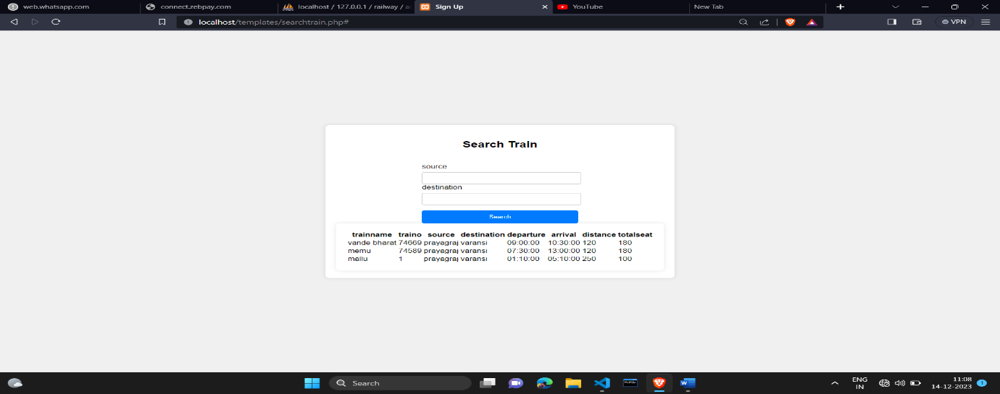 web.whatsapp.com connect.zebpay.com localhost / 127.0.0.1 / railway / a Sign Up YouTube New Tab
localhost/templates/searchtrain.php# VPN
Search Train
source
destination
Search
trainname traino source destination departure arrival distance totalseat
vande bharat 74669 prayagraj varansi 09:00:00 10:30:00 120 180
memu 74589 prayagraj varansi 07:30:00 13:00:00 120 180
mallu 1 prayagraj varansi 01:10:00 05:10:00 250 100
Search ENG 11:08
IN 14-12-2023 1